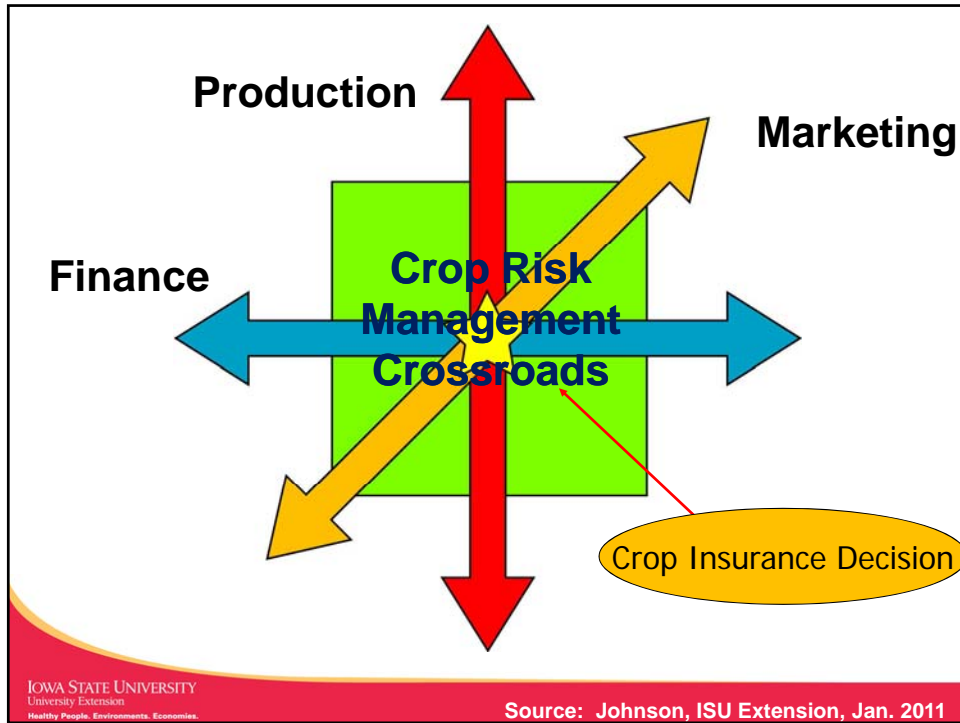 Production
Marketing
Finance
Crop Risk
Management
Crossroads
Crop Insurance Decision
IOWA STATE UNIVERSITY
University Extension
Healthy People. Environments. Economies.
Source: Johnson, ISU Extension, Jan. 2011